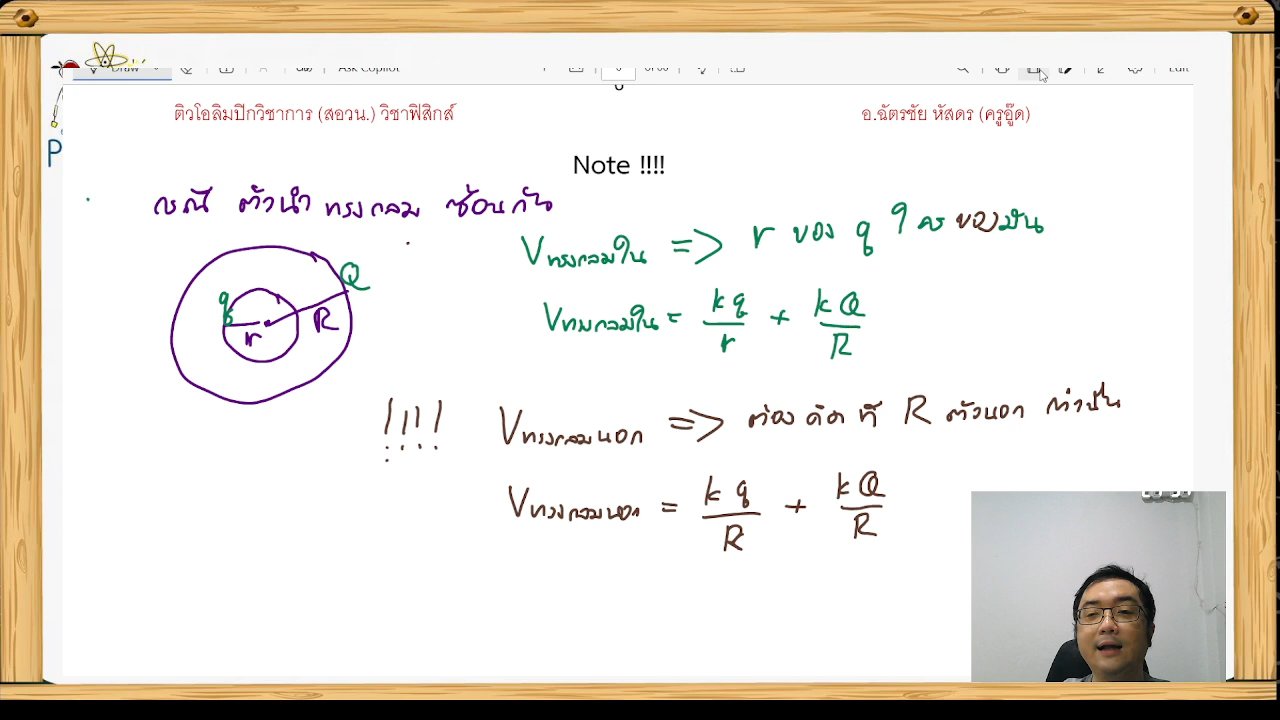 Draw
Ask Copilot
Edit
P
ติวโอลิมปิกวิชาการ (สอวน.) วิชาฟิสิกส์ อ.ฉัตรชัย หัสดร (ครูอู๊ด)
Note !!!!
กรณี ตัวนำ ทรงกลม ซ้อนกัน
q r R Q
Vทรงกลมใน => r ของ q ใคร ของมัน
Vทรงกลมใน = kq/r + kQ/R
!!!! Vทรงกลมนอก => ต้อง คิด ที่ R ตัวนอก เท่านั้น
Vทรงกลมนอก = kq/R + kQ/R